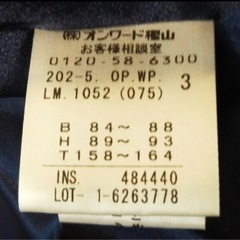 ㈱オンワード樫山
お客様相談室
0120-58-6300
202-5. OP.WP. 3
LM.1052 (075)
B 84～ 88
H 89～ 93
T 158～164
INS. 484440
LOT- 1-6263778